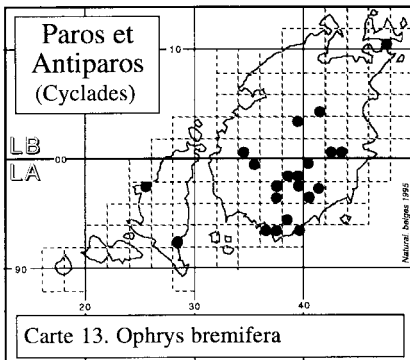 Paros et
Antiparos
(Cyclades)
10
LB
LA
00
90
20
30
40
Natural. belges 1995
Carte 13. Ophrys bremifera